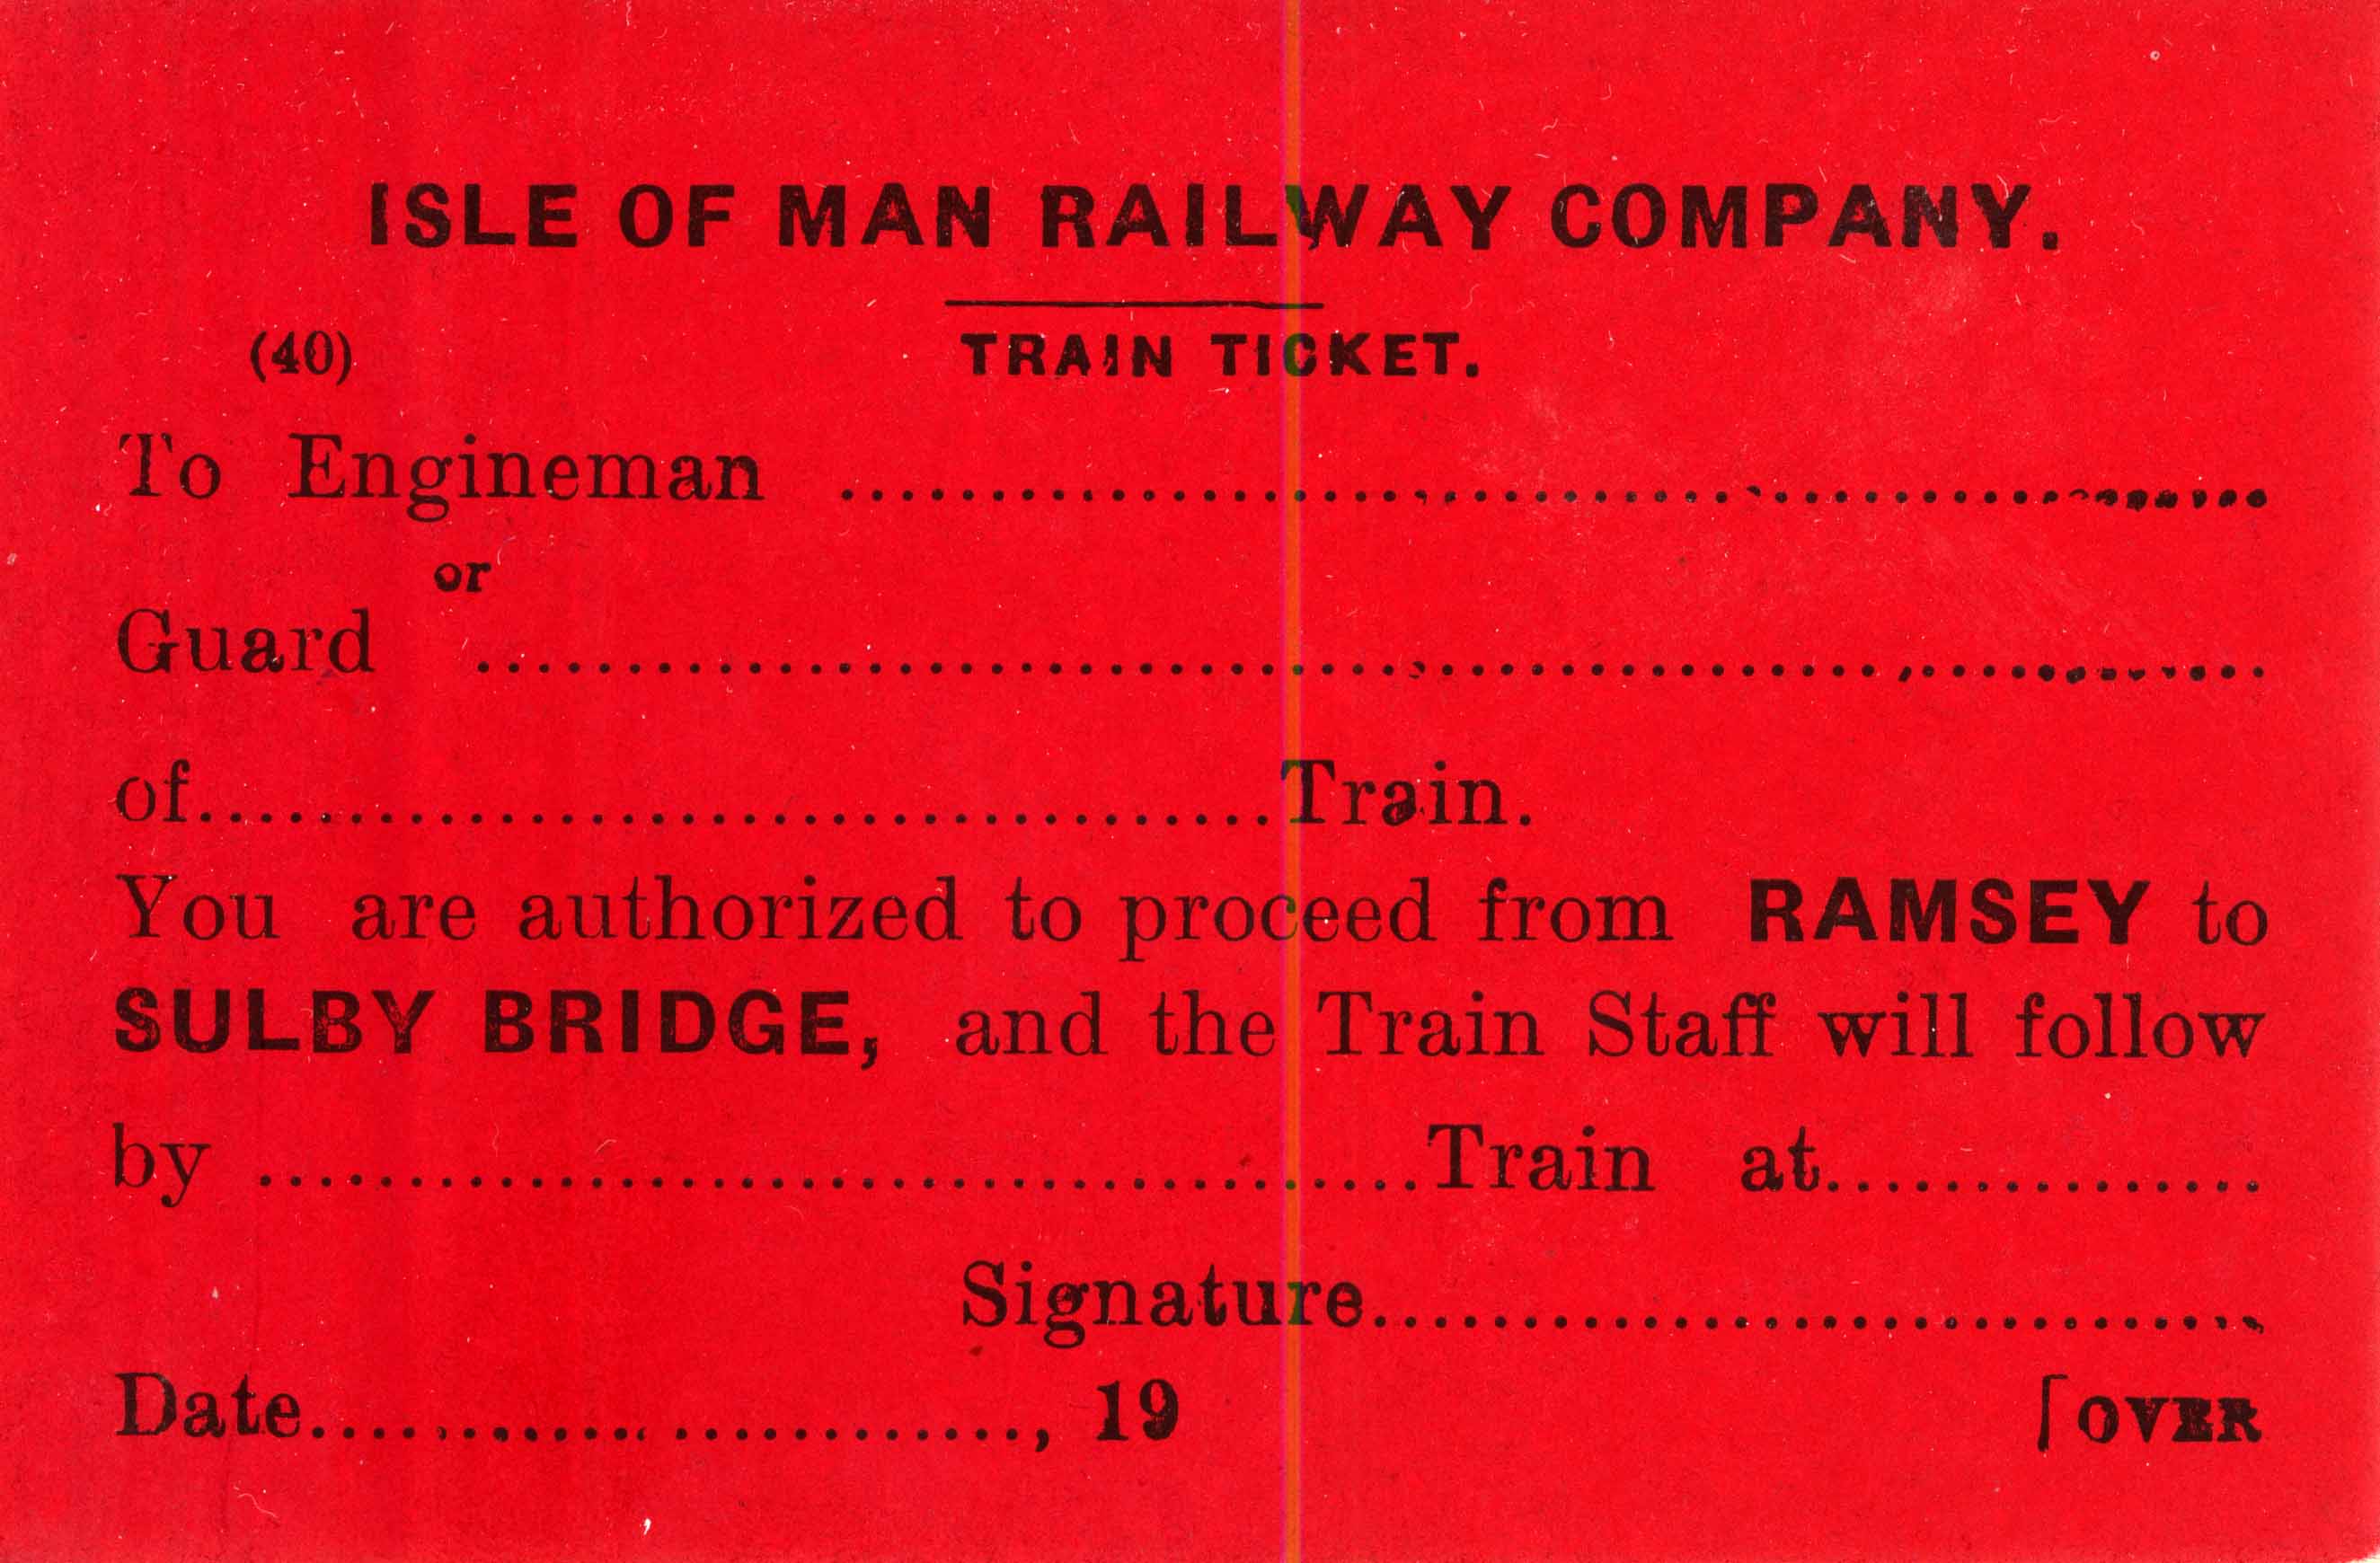 ISLE OF MAN RAILWAY COMPANY.
(40) TRAIN TICKET.
To Engineman ................................................
or
Guard ............................................................
of....................................Train.
You are authorized to proceed from RAMSEY to
SULBY BRIDGE, and the Train Staff will follow
by .......................................Train at...............
Signature..............................
Date........................, 19 [OVER